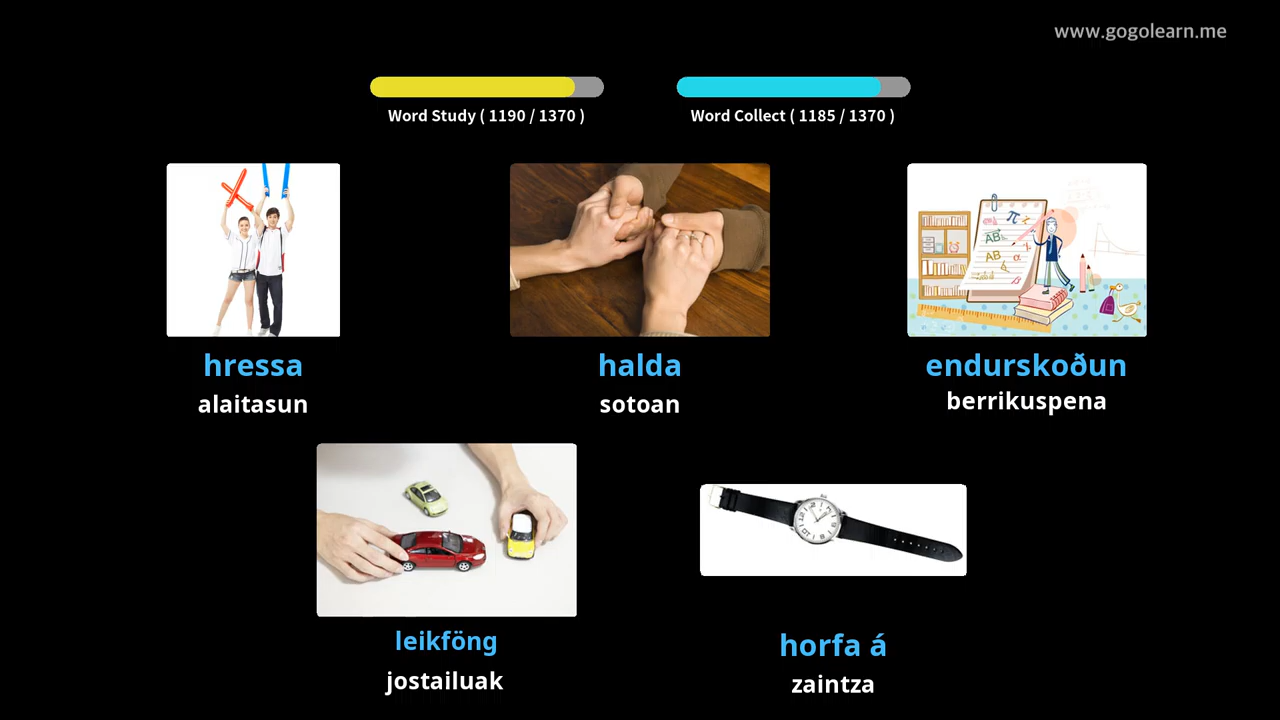 www.gogolearn.me
Word Study ( 1190 / 1370 )
Word Collect ( 1185 / 1370 )
hressa
alaitasun
halda
sotoan
endurskoðun
berrikuspena
leikföng
jostailuak
horfa á
zaintza